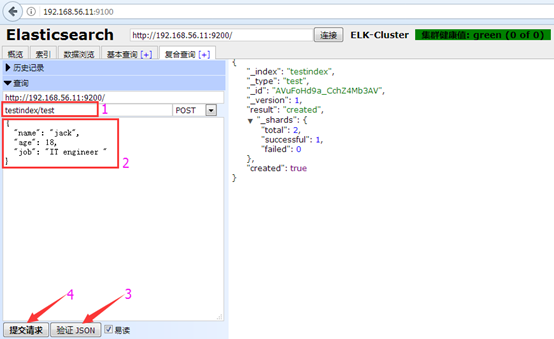 192.168.56.11:9100
Elasticsearch
http://192.168.56.11:9200/
连接
ELK-Cluster
集群健康值: green (0 of 0)
概览 索引 数据浏览 基本查询 [+] 复合查询 [+]
历史记录
查询
http://192.168.56.11:9200/
testindex/test
POST
1
{
"name": "jack",
"age": 18,
"job": "IT engineer "
}
2
4
3
提交请求
验证 JSON
易读
{
"_index": "testindex",
"_type": "test",
"_id": "AVuFoHd9a_CchZ4Mb3AV",
"_version": 1,
"result": "created",
"_shards": {
"total": 2,
"successful": 1,
"failed": 0
},
"created": true
}